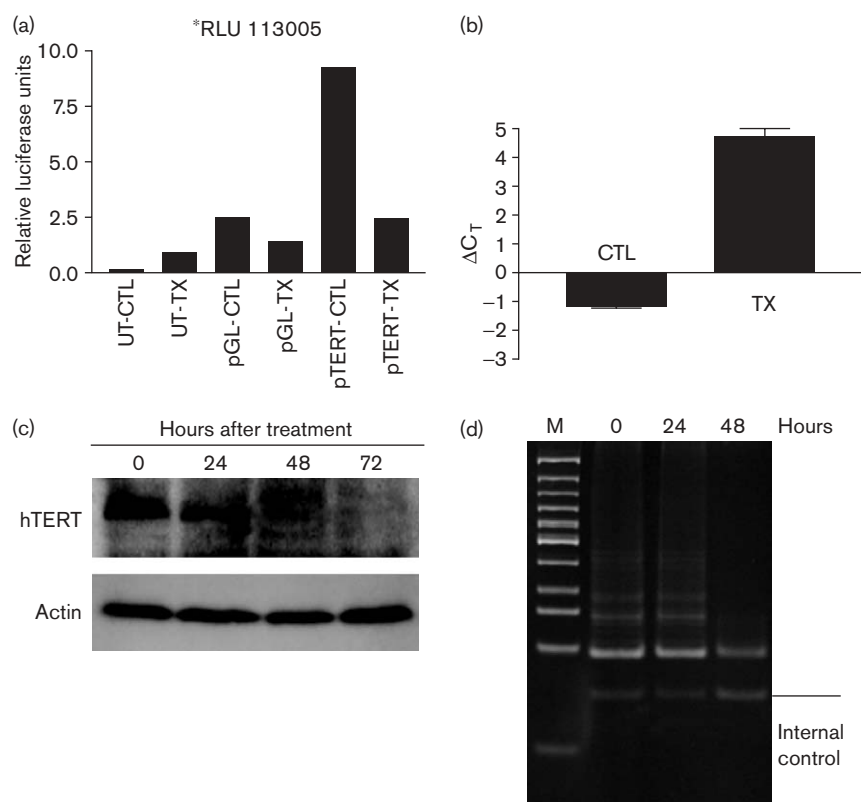 (a)
*RLU 113005
10.0
7.5
5.0
2.5
0.0
Relative luciferase units
UT-CTL
UT-TX
pGL-CTL
pGL-TX
pTERT-CTL
pTERT-TX
(b)
5
4
3
2
1
0
−1
−2
−3
ΔCT
CTL
TX
(c)
Hours after treatment
0 24 48 72
hTERT
Actin
(d)
M 0 24 48 Hours
Internal
control